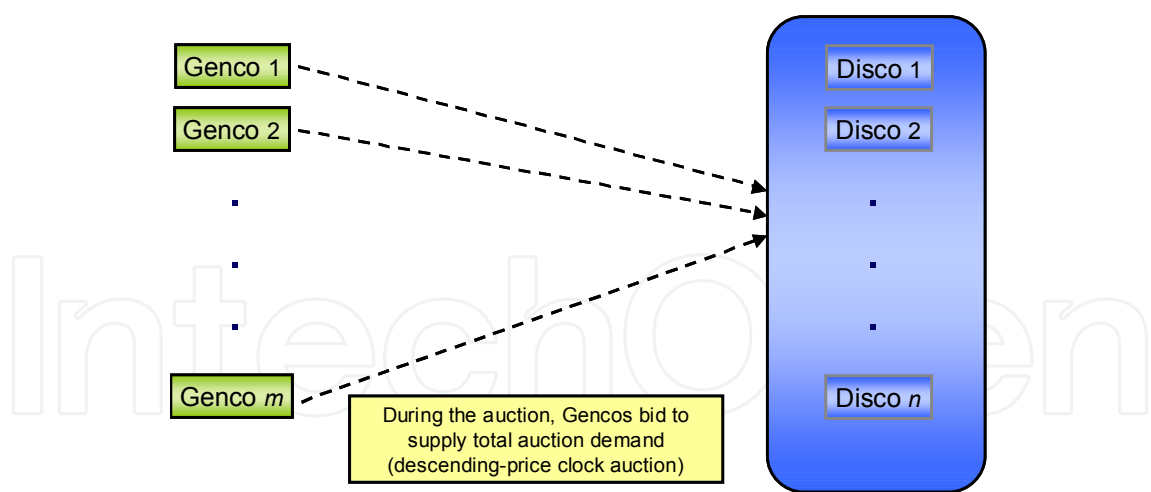 Genco 1
Disco 1
Genco 2
Disco 2
IntechOpen
Genco m
Disco n
During the auction, Gencos bid to
supply total auction demand
(descending-price clock auction)